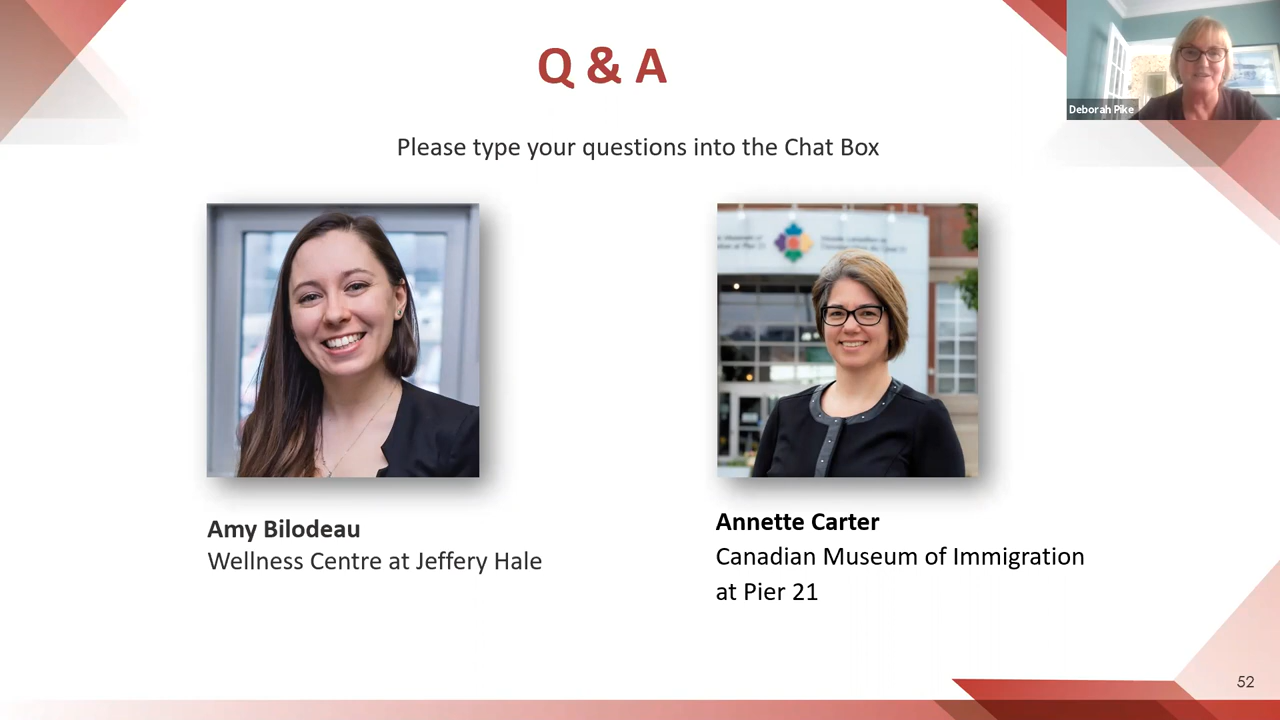 Q & A
Deborah Pike
Please type your questions into the Chat Box
Amy Bilodeau
Wellness Centre at Jeffery Hale
Annette Carter
Canadian Museum of Immigration
at Pier 21
52